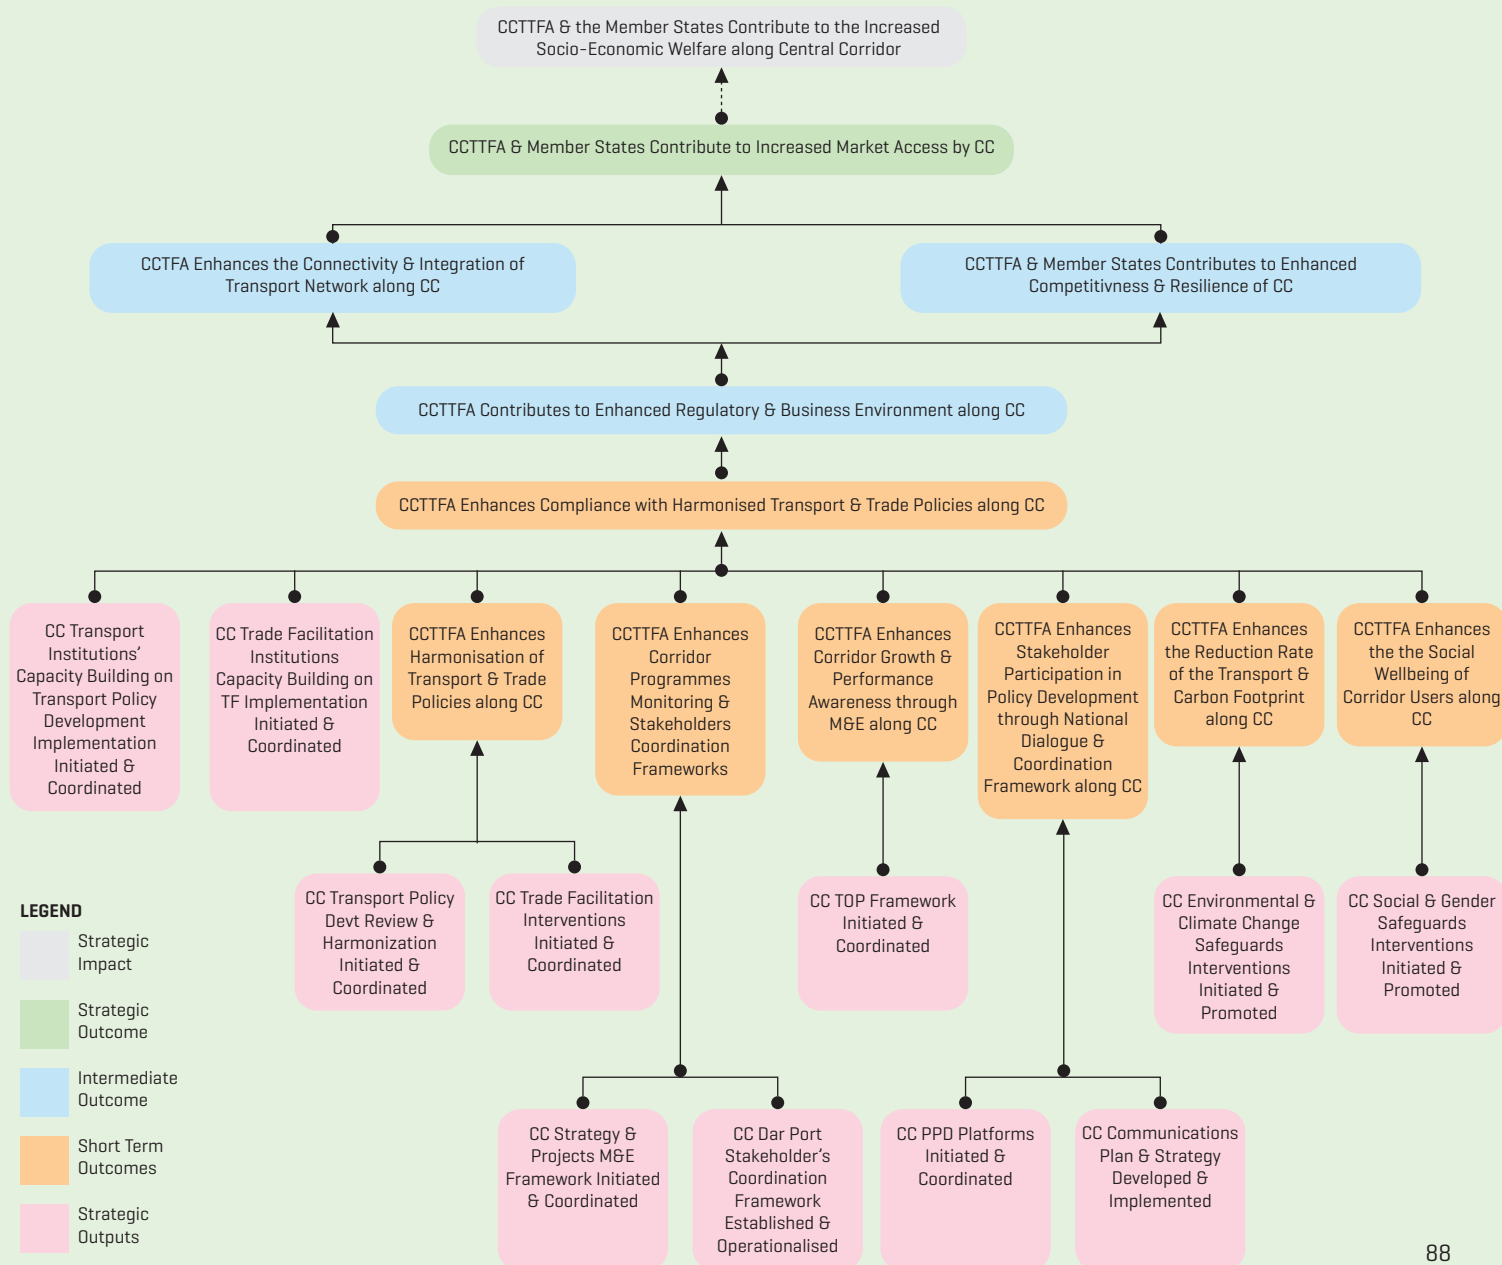 CCTTFA & the Member States Contribute to the Increased
Socio-Economic Welfare along Central Corridor
CCTTFA & Member States Contribute to Increased Market Access by CC
CCTFA Enhances the Connectivity & Integration of
Transport Network along CC
CCTTFA & Member States Contributes to Enhanced
Competitivness & Resilience of CC
CCTTFA Contributes to Enhanced Regulatory & Business Environment along CC
CCTTFA Enhances Compliance with Harmonised Transport & Trade Policies along CC
CC Transport
Institutions'
Capacity Building on
Transport Policy
Development
Implementation
Initiated &
Coordinated
CC Trade Facilitation
Institutions
Capacity Building on
TF Implementation
Initiated &
Coordinated
CCTTFA Enhances
Harmonisation of
Transport & Trade
Policies along CC
CCTTFA Enhances
Corridor
Programmes
Monitoring &
Stakeholders
Coordination
Frameworks
CCTTFA Enhances
Corridor Growth &
Performance
Awareness through
M&E along CC
CCTTFA Enhances
Stakeholder
Participation in
Policy Development
through National
Dialogue &
Coordination
Framework along CC
CCTTFA Enhances
the Reduction Rate
of the Transport &
Carbon Footprint
along CC
CCTTFA Enhances
the the Social
Wellbeing of
Corridor Users along
CC
CC Transport Policy
Devt Review &
Harmonization
Initiated &
Coordinated
CC Trade Facilitation
Interventions
Initiated &
Coordinated
CC TOP Framework
Initiated &
Coordinated
CC Environmental &
Climate Change
Safeguards
Interventions
Initiated &
Promoted
CC Social & Gender
Safeguards
Interventions
Initiated &
Promoted
CC Strategy &
Projects M&E
Framework Initiated
& Coordinated
CC Dar Port
Stakeholder's
Coordination
Framework
Established &
Operationalised
CC PPD Platforms
Initiated &
Coordinated
CC Communications
Plan & Strategy
Developed &
Implemented
LEGEND
Strategic
Impact
Strategic
Outcome
Intermediate
Outcome
Short Term
Outcomes
Strategic
Outputs
88